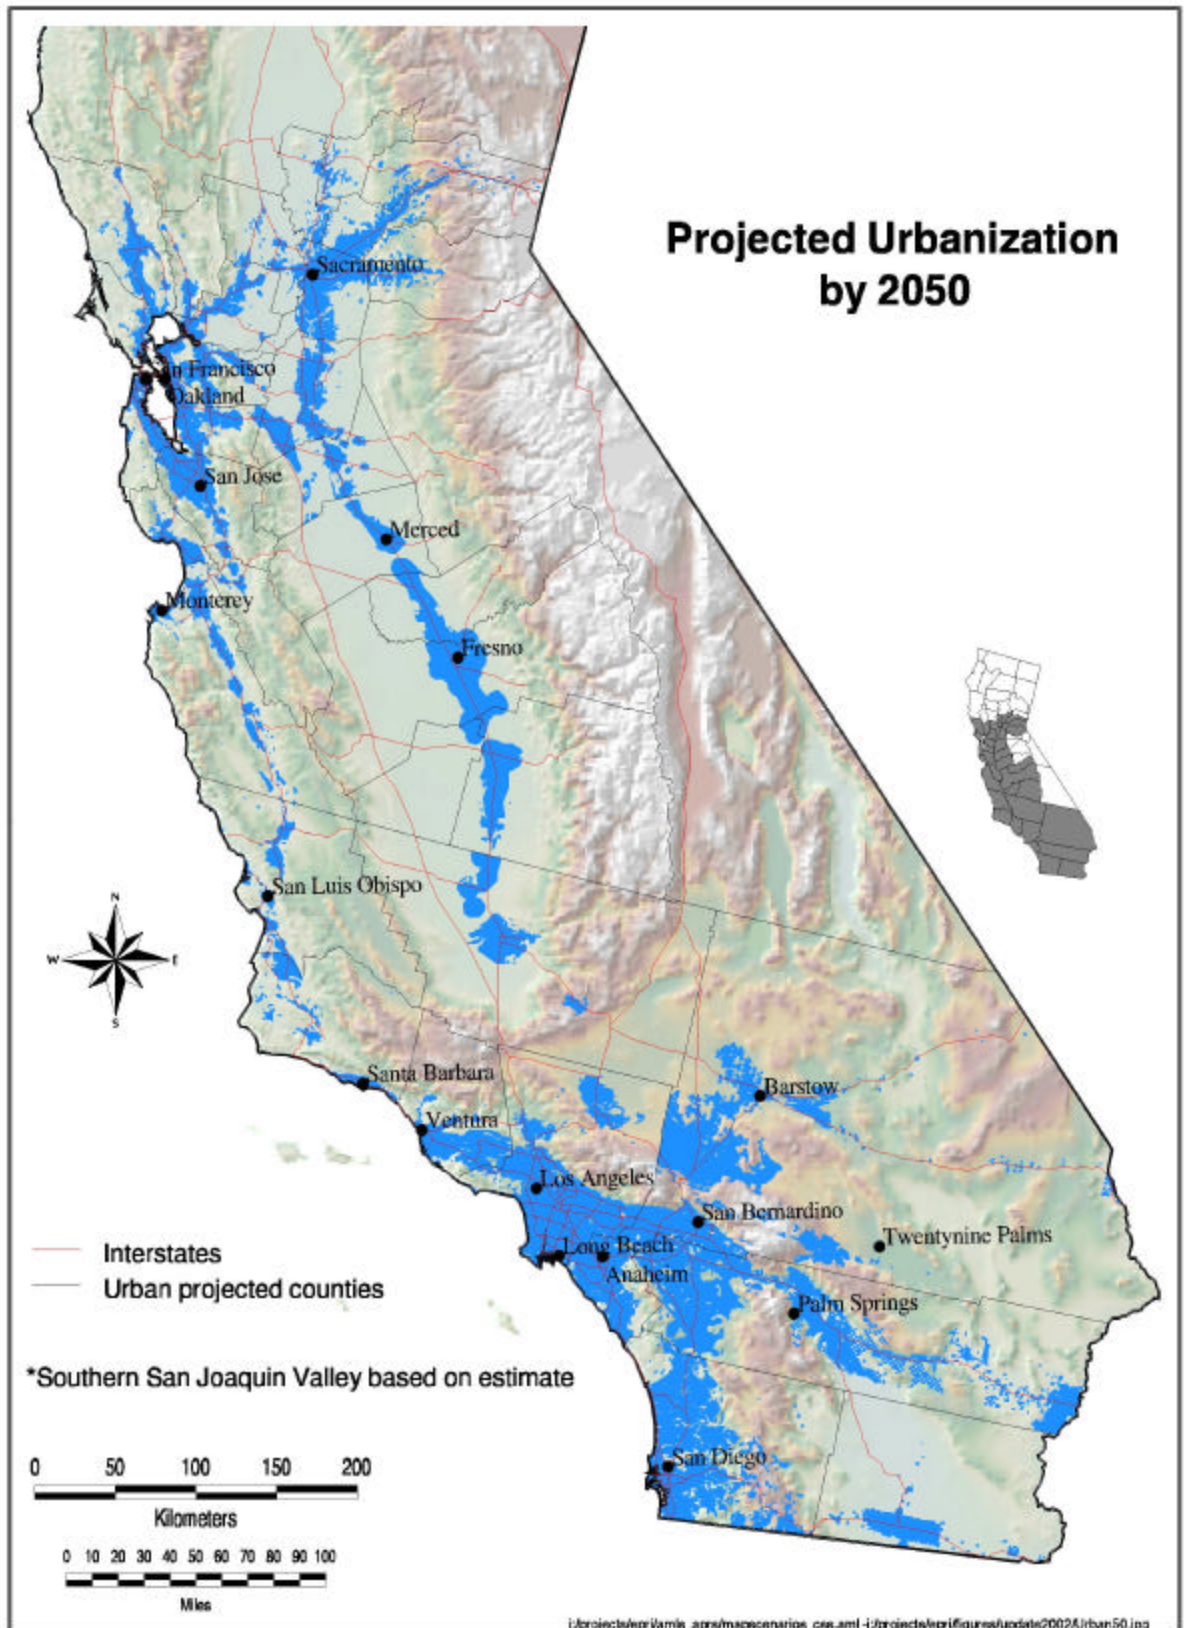 Projected Urbanization
by 2050
Sacramento
San Francisco
Oakland
San Jose
Merced
Monterey
Fresno
San Luis Obispo
N
W
E
S
Santa Barbara
Barstow
Ventura
Los Angeles
San Bernardino
Twentynine Palms
Long Beach
Anaheim
Palm Springs
San Diego
Interstates
Urban projected counties
*Southern San Joaquin Valley based on estimate
0 50 100 150 200
Kilometers
0 10 20 30 40 50 60 70 80 90 100
Miles